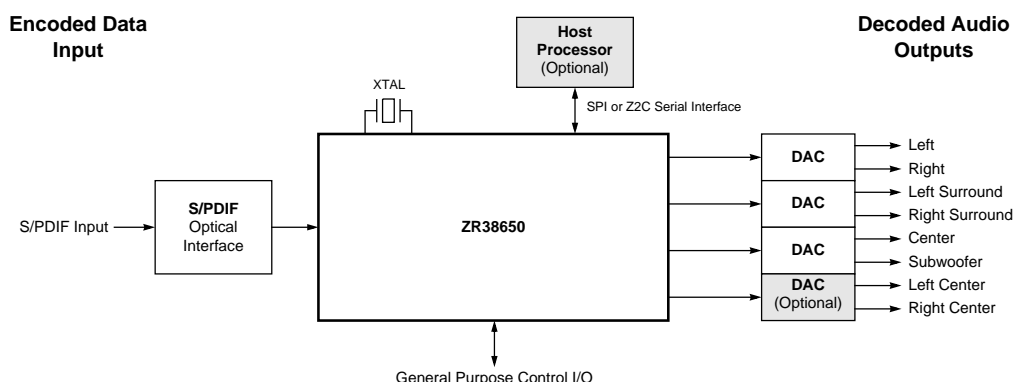 Encoded Data
Input
Host
Processor
(Optional)
Decoded Audio
Outputs
XTAL
SPI or Z2C Serial Interface
S/PDIF Input
S/PDIF
Optical
Interface
ZR38650
DAC
Left
Right
DAC
Left Surround
Right Surround
DAC
Center
Subwoofer
DAC
(Optional)
Left Center
Right Center
General Purpose Control I/O